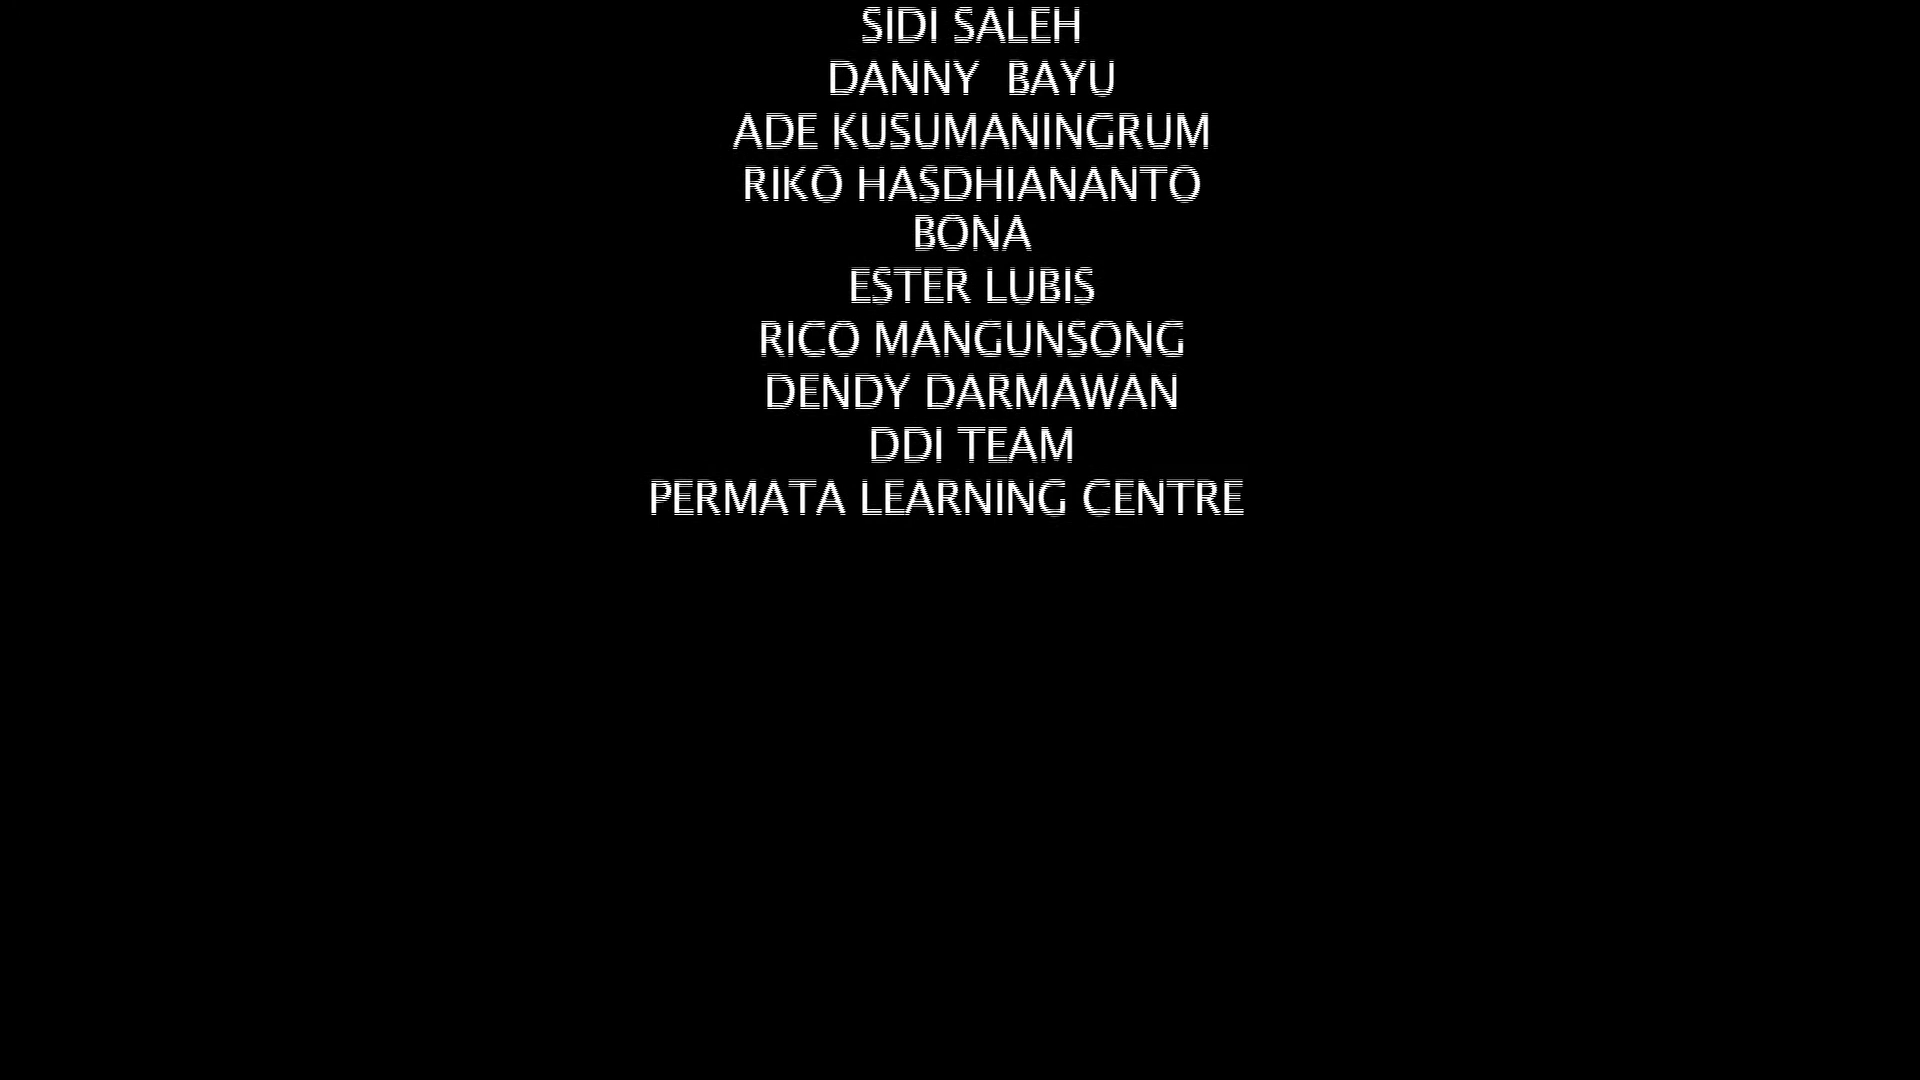 SIDI SALEH
DANNY  BAYU
ADE KUSUMANINGRUM
RIKO HASDHIANANTO
BONA
ESTER LUBIS
RICO MANGUNSONG
DENDY DARMAWAN
DDI TEAM
PERMATA LEARNING CENTRE